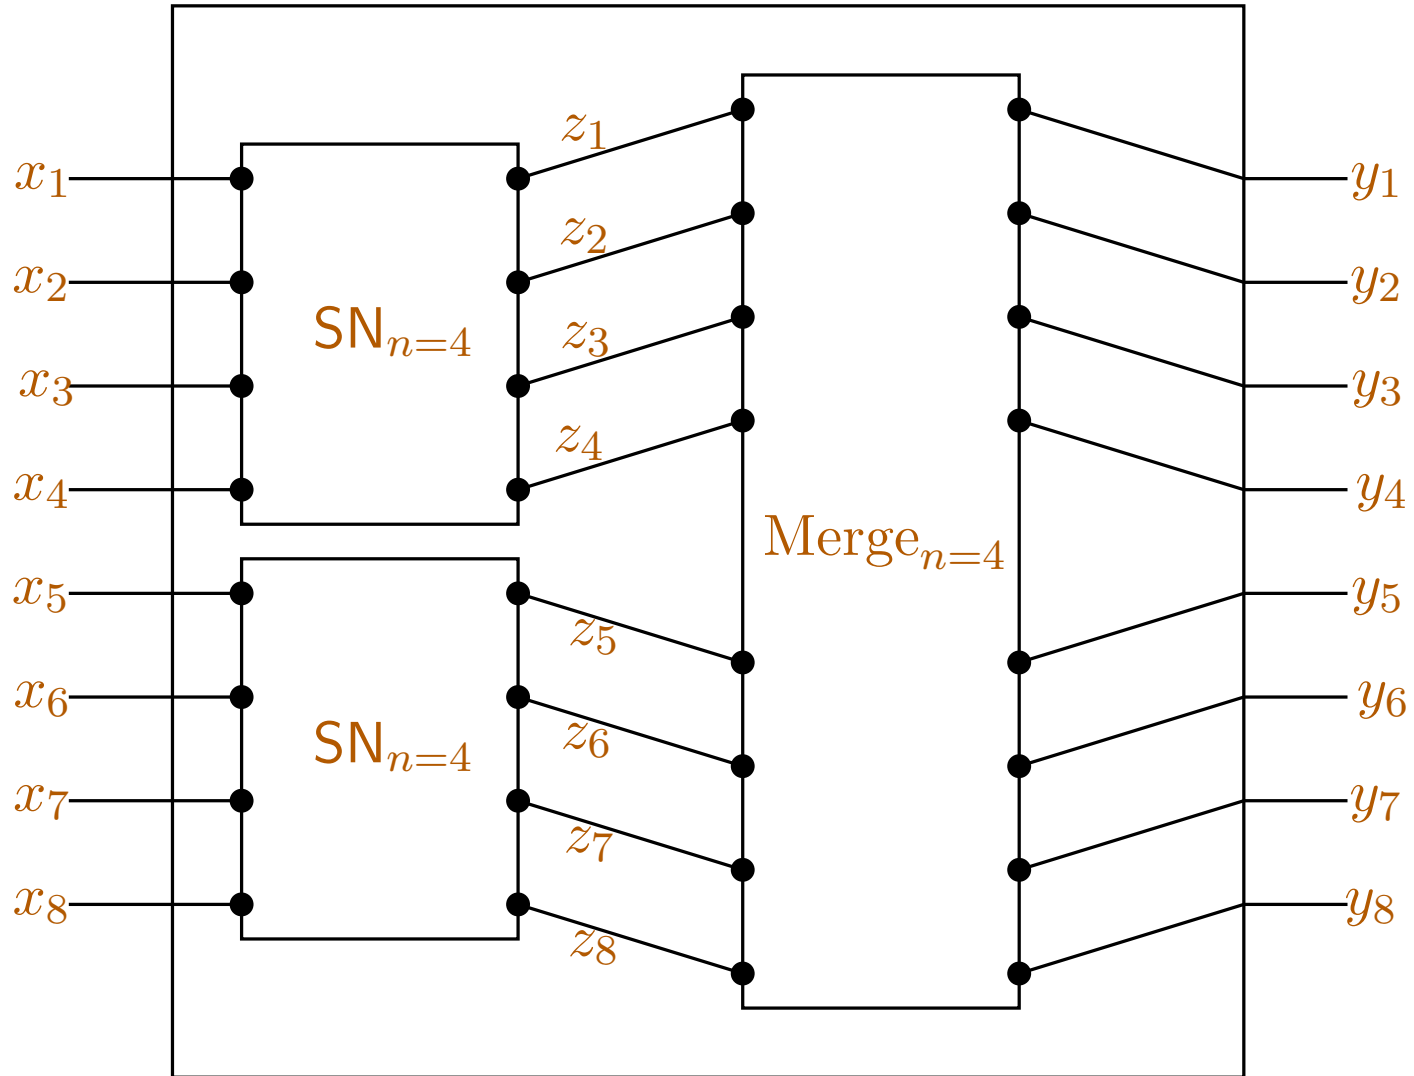 z₁
x₁ y₁
z₂
x₂ y₂
SNₙ₌₄ z₃
x₃ y₃
z₄
x₄ y₄
Mergeₙ₌₄
x₅ y₅
z₅
x₆ y₆
SNₙ₌₄ z₆
x₇ y₇
z₇
x₈ y₈
z₈